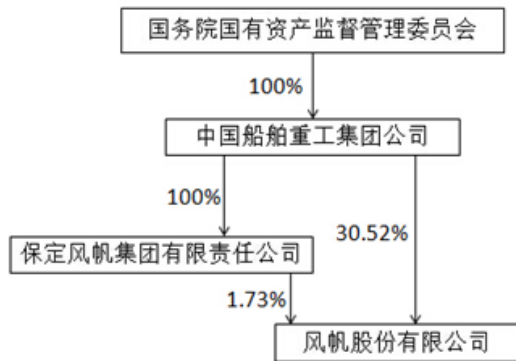 国务院国有资产监督管理委员会
100%
中国船舶重工集团公司
100%
30.52%
保定风帆集团有限责任公司
1.73%
风帆股份有限公司